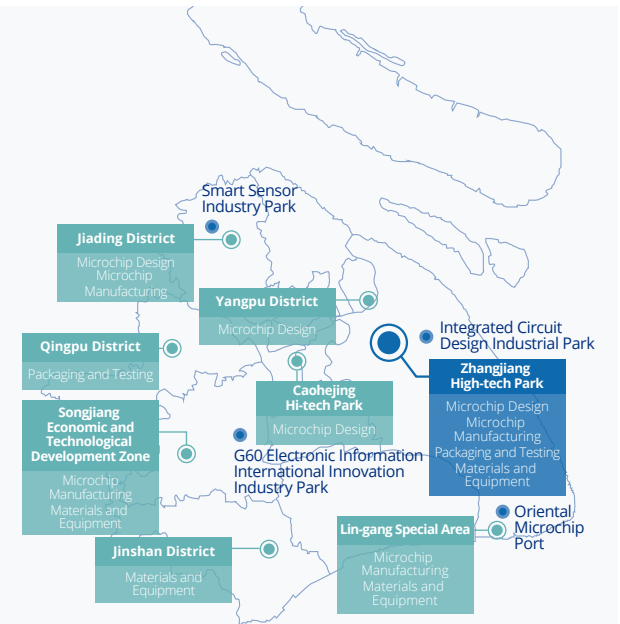 Smart Sensor
Industry Park
Jiading District
Microchip Design
Microchip
Manufacturing
Yangpu District
Microchip Design
Integrated Circuit
Design Industrial Park
Qingpu District
Packaging and Testing
Zhangjiang
High-tech Park
Microchip Design
Microchip
Manufacturing
Packaging and Testing
Materials and
Equipment
Caohejing
Hi-tech Park
Microchip Design
Songjiang
Economic and
Technological
Development Zone
Microchip
Manufacturing
Materials and
Equipment
G60 Electronic Information
International Innovation
Industry Park
Oriental
Microchip
Port
Lin-gang Special Area
Microchip
Manufacturing
Materials and
Equipment
Jinshan District
Materials and
Equipment